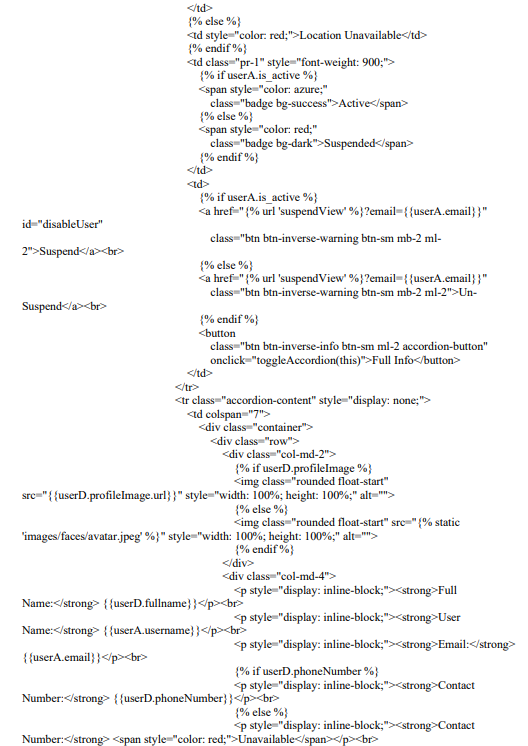 </td>
{% else %}
<td style="color: red;">Location Unavailable</td>
{% endif %}
<td class="pr-1" style="font-weight: 900;">
{% if userA.is_active %}
<span style="color: azure;"
class="badge bg-success">Active</span>
{% else %}
<span style="color: red;"
class="badge bg-dark">Suspended</span>
{% endif %}
</td>
<td>
{% if userA.is_active %}
<a href="{% url 'suspendView' %}?email={{userA.email}}"
id="disableUser"
class="btn btn-inverse-warning btn-sm mb-2 ml-
2">Suspend</a><br>
{% else %}
<a href="{% url 'suspendView' %}?email={{userA.email}}"
class="btn btn-inverse-warning btn-sm mb-2 ml-2">Un-
Suspend</a><br>
{% endif %}
<button
class="btn btn-inverse-info btn-sm ml-2 accordion-button"
onclick="toggleAccordion(this)">Full Info</button>
</td>
</tr>
<tr class="accordion-content" style="display: none;">
<td colspan="7">
<div class="container">
<div class="row">
<div class="col-md-2">
{% if userD.profileImage %}
<img class="rounded float-start"
src="{{userD.profileImage.url}}" style="width: 100%; height: 100%;" alt="">
{% else %}
<img class="rounded float-start" src="{% static
'images/faces/avatar.jpeg' %}" style="width: 100%; height: 100%;" alt="">
{% endif %}
</div>
<div class="col-md-4">
<p style="display: inline-block;"><strong>Full
Name:</strong> {{userD.fullname}}</p><br>
<p style="display: inline-block;"><strong>User
Name:</strong> {{userA.username}}</p><br>
<p style="display: inline-block;"><strong>Email:</strong>
{{userA.email}}</p><br>
{% if userD.phoneNumber %}
<p style="display: inline-block;"><strong>Contact
Number:</strong> {{userD.phoneNumber}}</p><br>
{% else %}
<p style="display: inline-block;"><strong>Contact
Number:</strong> <span style="color: red;">Unavailable</span></p><br>